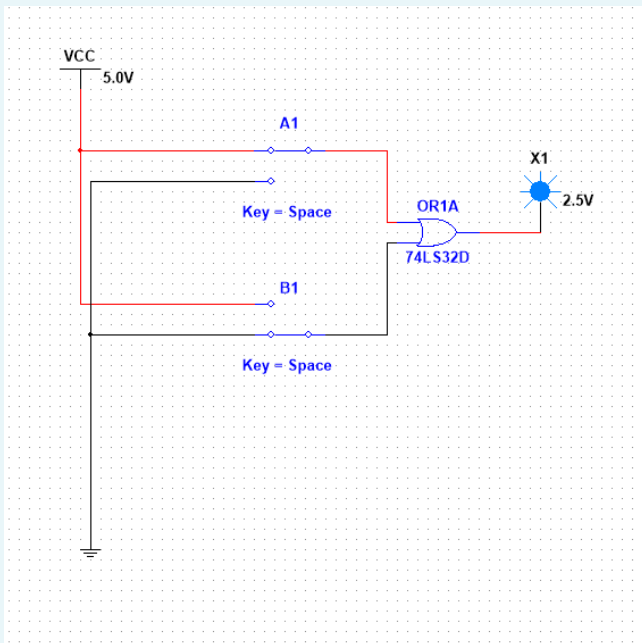 VCC
5.0V
A1
Key = Space
X1
2.5V
OR1A
74LS32D
B1
Key = Space